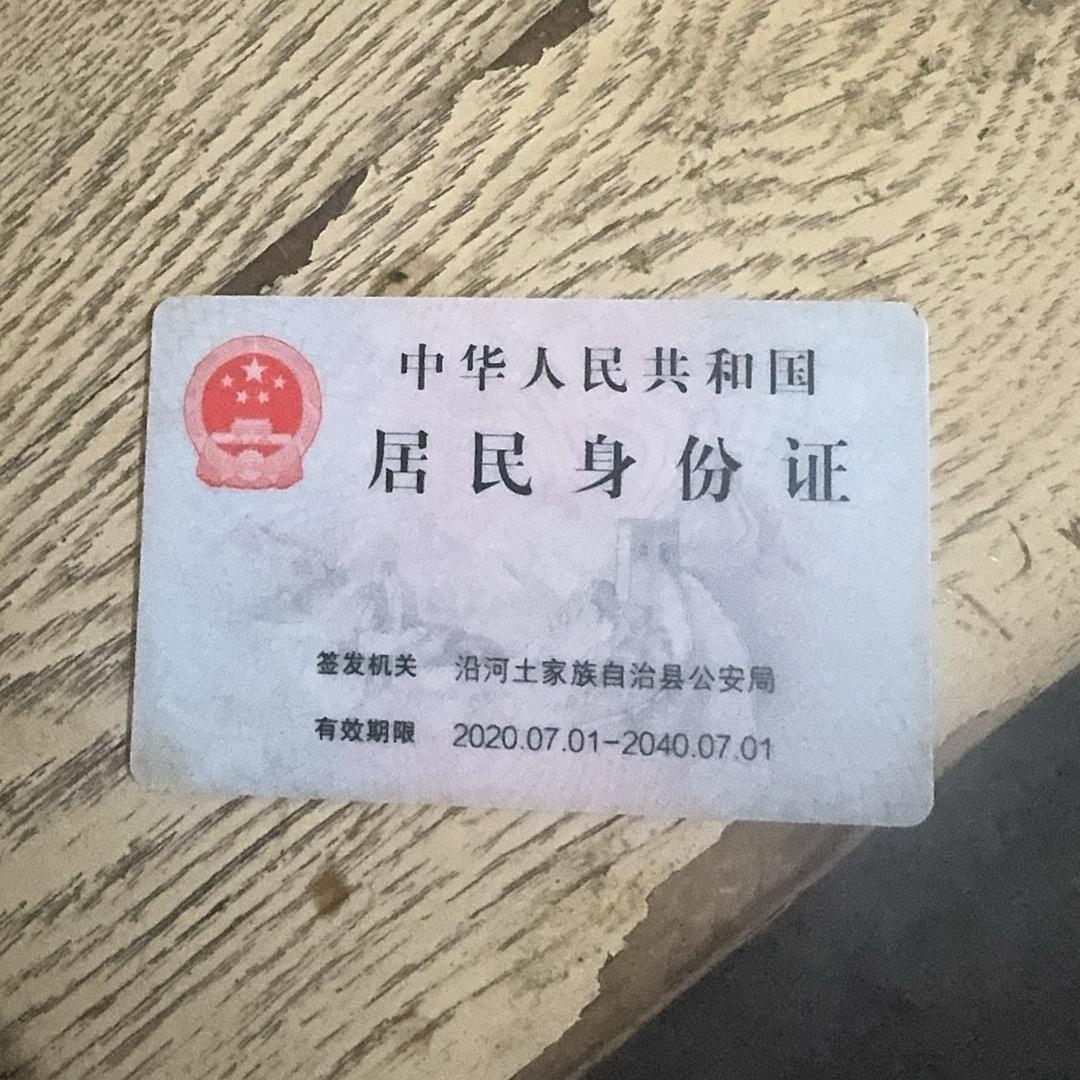 中华人民共和国
居民身份证
签发机关 沿河土家族自治县公安局
有效期限 2020.07.01-2040.07.01